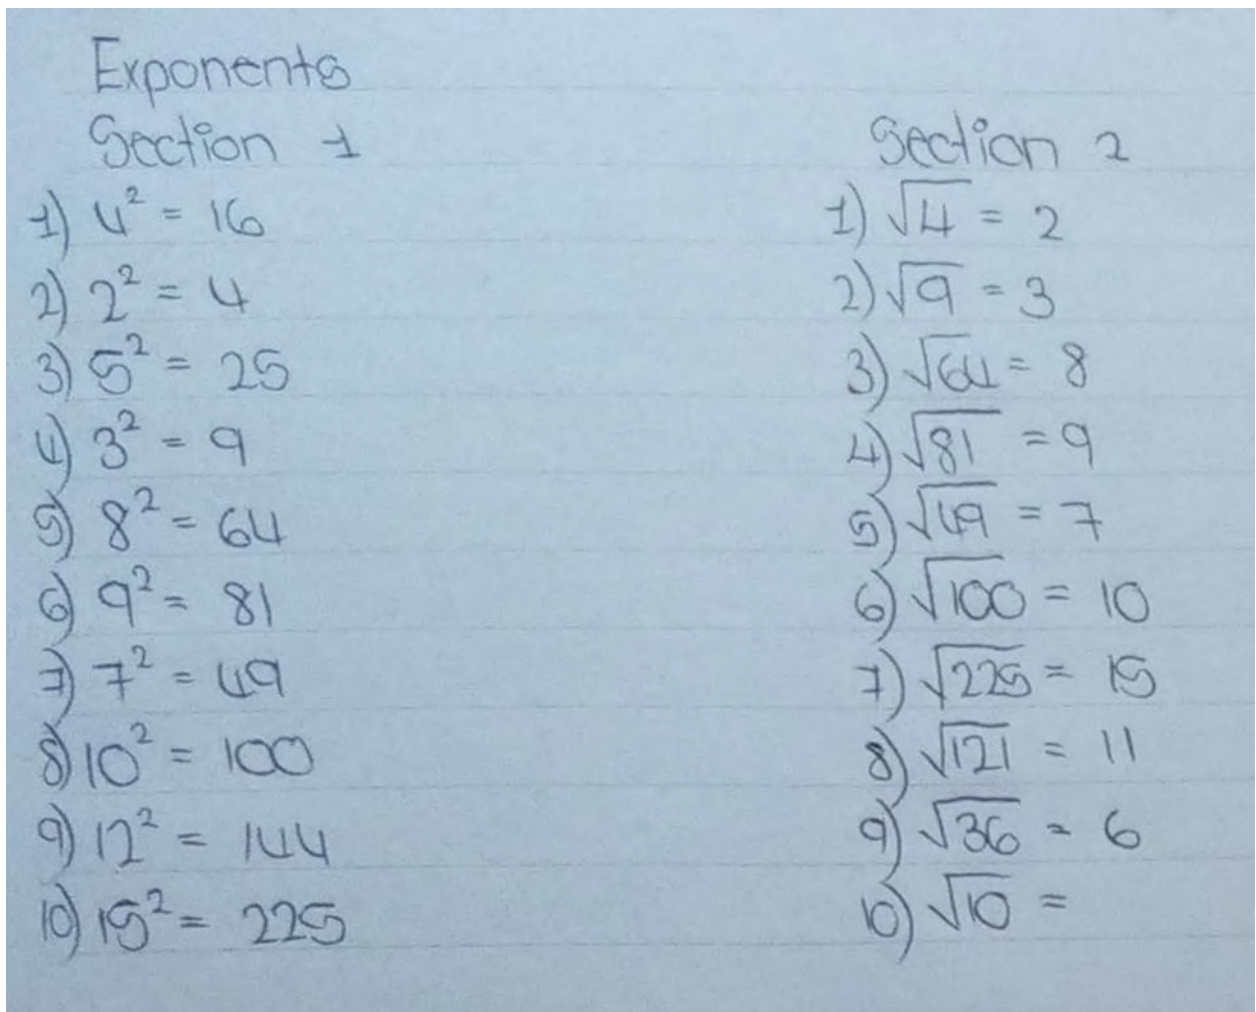 Exponents
Section 1
1) 4² = 16
2) 2² = 4
3) 5² = 25
4) 3² = 9
5) 8² = 64
6) 9² = 81
7) 7² = 49
8) 10² = 100
9) 12² = 144
10) 15² = 225
Section 2
1) √4 = 2
2) √9 = 3
3) √64 = 8
4) √81 = 9
5) √49 = 7
6) √100 = 10
7) √225 = 15
8) √121 = 11
9) √36 = 6
10) √10 =